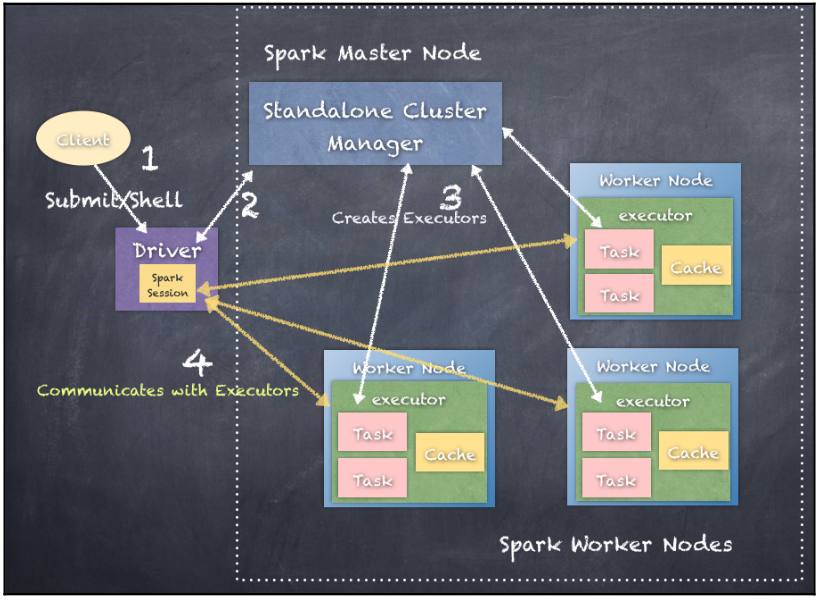 Spark Master Node
Standalone Cluster
Manager
Client
1
Submit/Shell
2
3
Creates Executors
Driver
Spark
Session
4
Communicates with Executors
Worker Node
executor
Task
Cache
Task
Worker Node
executor
Task
Cache
Task
Worker Node
executor
Task
Cache
Task
Spark Worker Nodes